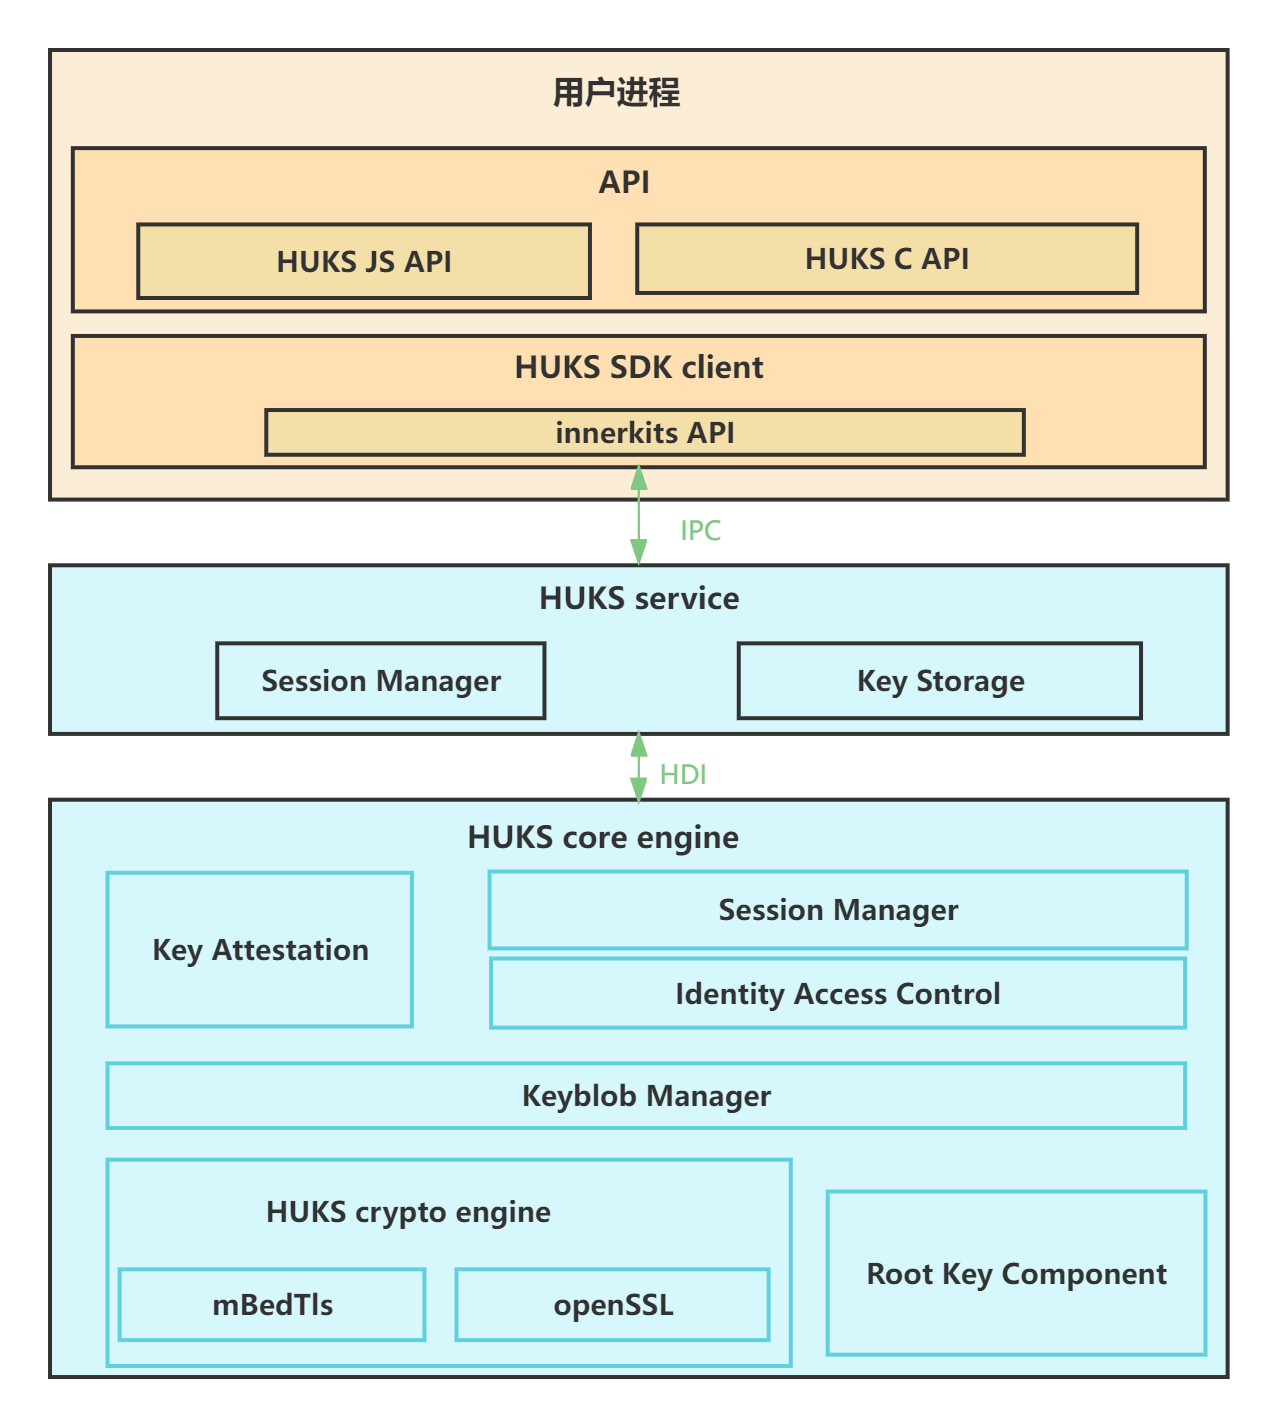 用户进程
API
HUKS JS API
HUKS C API
HUKS SDK client
innerkits API
IPC
HUKS service
Session Manager
Key Storage
HDI
HUKS core engine
Key Attestation
Session Manager
Identity Access Control
Keyblob Manager
HUKS crypto engine
mBedTls
openSSL
Root Key Component